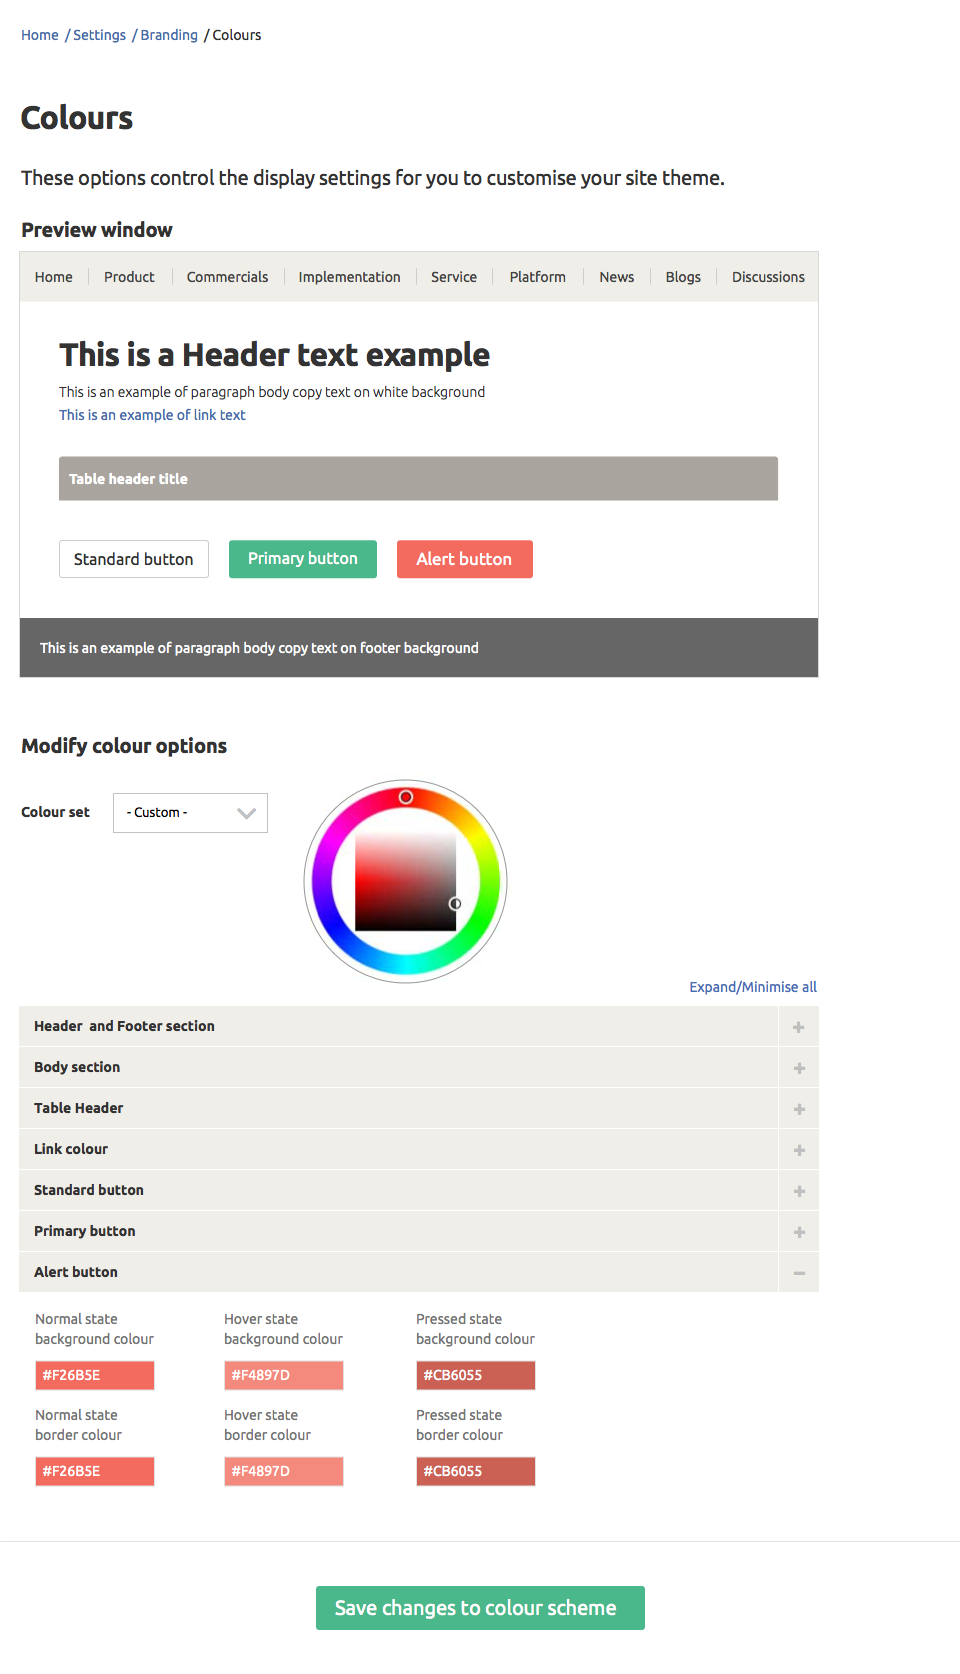 Home / Settings / Branding / Colours
Colours
These options control the display settings for you to customise your site theme.
Preview window
Home Product Commercials Implementation Service Platform News Blogs Discussions
This is a Header text example
This is an example of paragraph body copy text on white background
This is an example of link text
Table header title
Standard button Primary button Alert button
This is an example of paragraph body copy text on footer background
Modify colour options
Colour set - Custom -
Expand/Minimise all
Header and Footer section
Body section
Table Header
Link colour
Standard button
Primary button
Alert button
Normal state Hover state Pressed state
background colour background colour background colour
#F26B5E #F4897D #CB6055
Normal state Hover state Pressed state
border colour border colour border colour
#F26B5E #F4897D #CB6055
Save changes to colour scheme